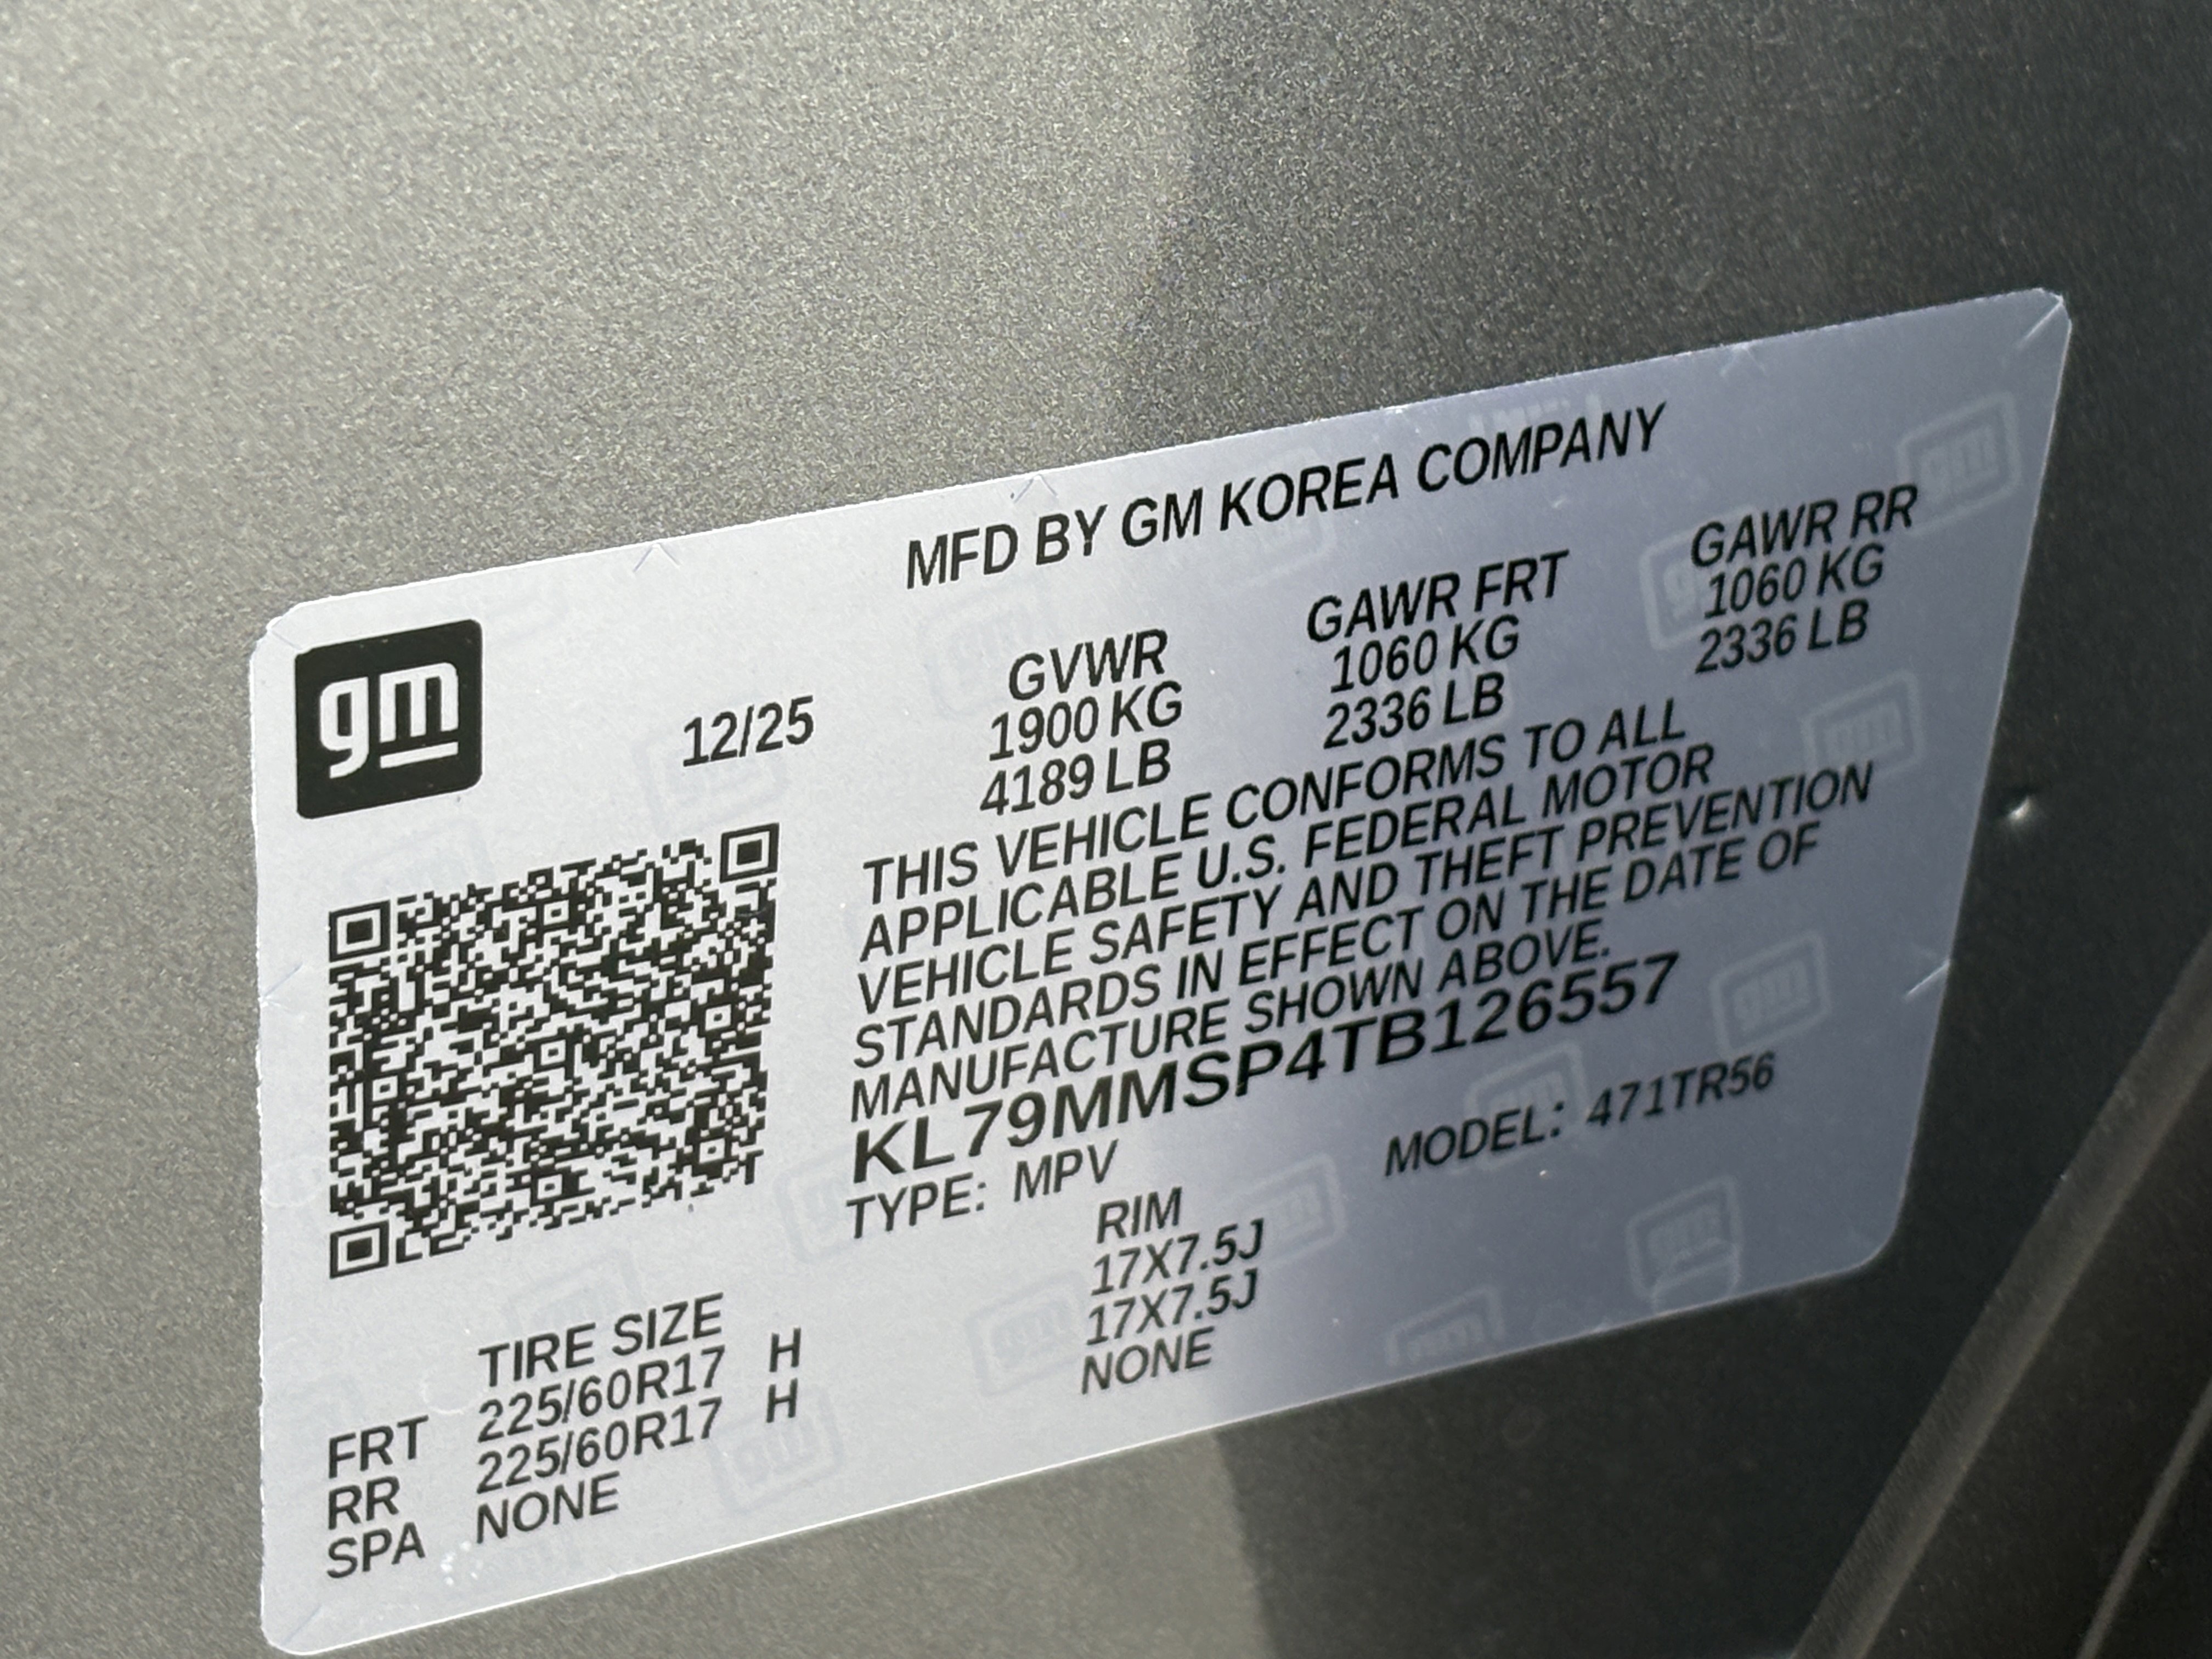 MFD BY GM KOREA COMPANY
gm
12/25
GVWR GAWR FRT GAWR RR
1900 KG 1060 KG 1060 KG
4189 LB 2336 LB 2336 LB
THIS VEHICLE CONFORMS TO ALL
APPLICABLE U.S. FEDERAL MOTOR
VEHICLE SAFETY AND THEFT PREVENTION
STANDARDS IN EFFECT ON THE DATE OF
MANUFACTURE SHOWN ABOVE.
KL79MMSP4TB126557
TYPE: MPV MODEL: 471TR56
TIRE SIZE RIM
FRT 225/60R17 H 17X7.5J
RR 225/60R17 H 17X7.5J
SPA NONE NONE